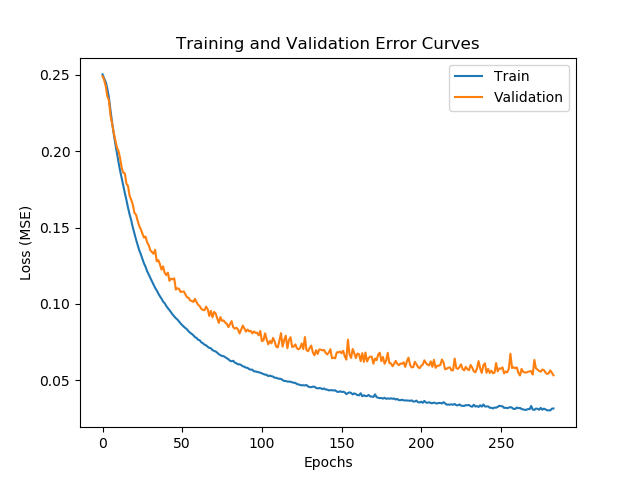 Training and Validation Error Curves
Train
Validation
0.25
0.20
0.15
0.10
0.05
Loss (MSE)
0 50 100 150 200 250
Epochs